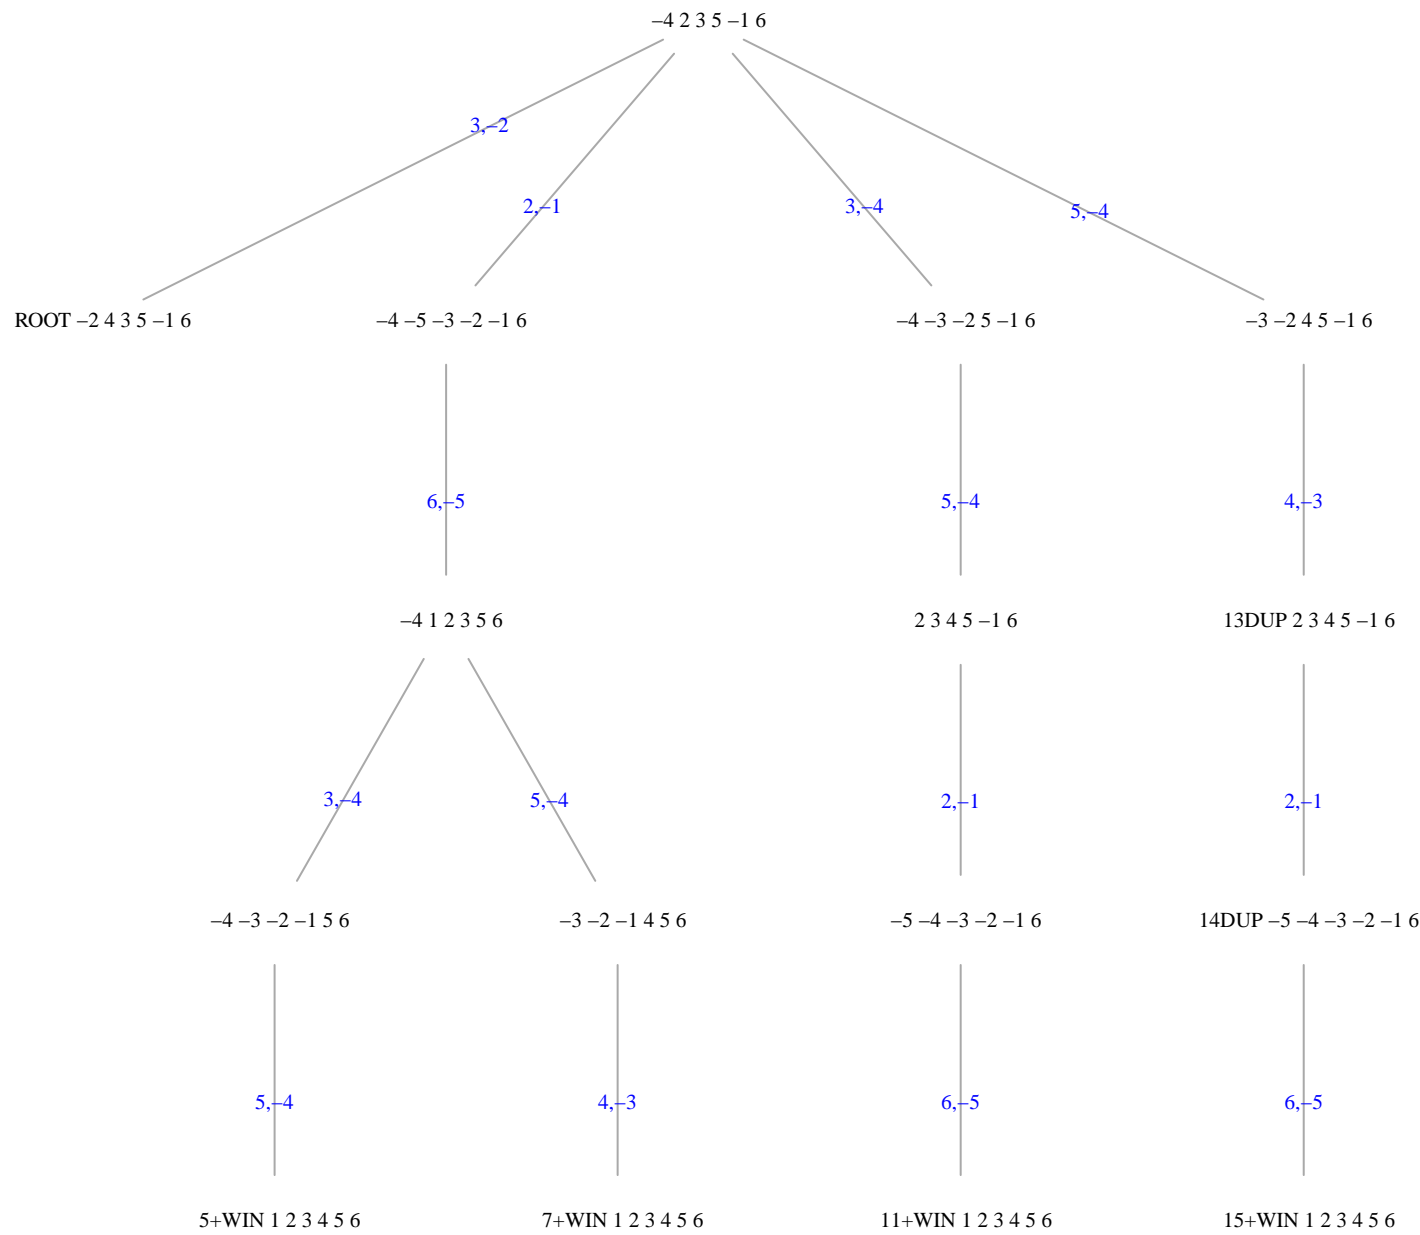 −4 2 3 5 −1 6
3,−2
2,−1
3,−4
5,−4
ROOT −2 4 3 5 −1 6
−4 −5 −3 −2 −1 6
−4 −3 −2 5 −1 6
−3 −2 4 5 −1 6
6,−5
5,−4
4,−3
−4 1 2 3 5 6
2 3 4 5 −1 6
13DUP 2 3 4 5 −1 6
3,−4
5,−4
2,−1
2,−1
−4 −3 −2 −1 5 6
−3 −2 −1 4 5 6
−5 −4 −3 −2 −1 6
14DUP −5 −4 −3 −2 −1 6
5,−4
4,−3
6,−5
6,−5
5+WIN 1 2 3 4 5 6
7+WIN 1 2 3 4 5 6
11+WIN 1 2 3 4 5 6
15+WIN 1 2 3 4 5 6